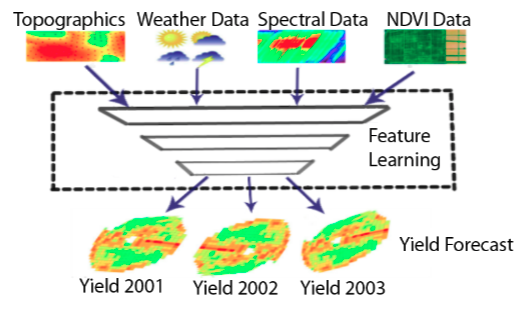 Topographics Weather Data Spectral Data NDVI Data
Feature
Learning
Yield Forecast
Yield 2001 Yield 2002 Yield 2003